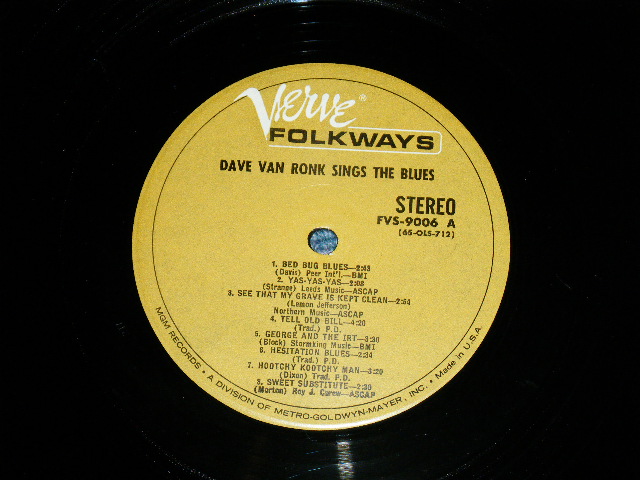 Verve ®
FOLKWAYS
DAVE VAN RONK SINGS THE BLUES
STEREO
FVS-9006 A
(65-OLS-712)
1. BED BUG BLUES—2:43
(Davis) Peer Int'l.—BMI
2. YAS-YAS-YAS—2:08
(Strange) Leeds Music—ASCAP
3. SEE THAT MY GRAVE IS KEPT CLEAN—2:54
(Lemon Jefferson)
Northern Music—ASCAP
4. TELL OLD BILL—4:20
(Trad.) P.D.
5. GEORGE AND THE IRT—3:30
(Block) Stormking Music—BMI
6. HESITATION BLUES—2:34
(Trad.) P.D.
7. HOOTCHY KOOTCHY MAN—3:20
(Dixon) Trad. P.D.
8. SWEET SUBSTITUTE—2:30
(Morton) Roy J. Carew—ASCAP
MGM RECORDS • A DIVISION OF METRO-GOLDWYN-MAYER, INC. • Made in U.S.A.